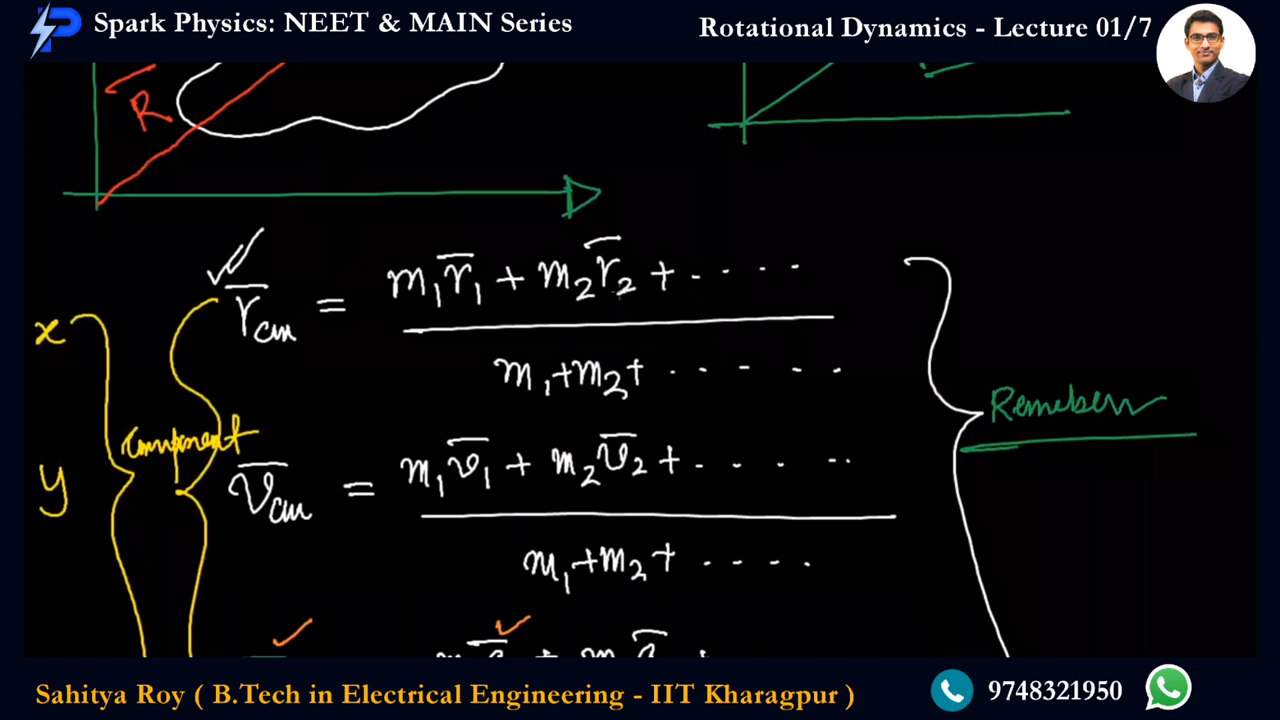 Spark Physics: NEET & MAIN Series
Rotational Dynamics - Lecture 01/7
R̄
r̄cm = (m₁r̄₁ + m₂r̄₂ + - - - -) / (m₁+m₂+ - - - - -)
x
Component
Remebers
y
v̄cm = (m₁v̄₁ + m₂v̄₂ + - - - - -) / (m₁+m₂+ - - - -)
Sahitya Roy ( B.Tech in Electrical Engineering - IIT Kharagpur )
9748321950